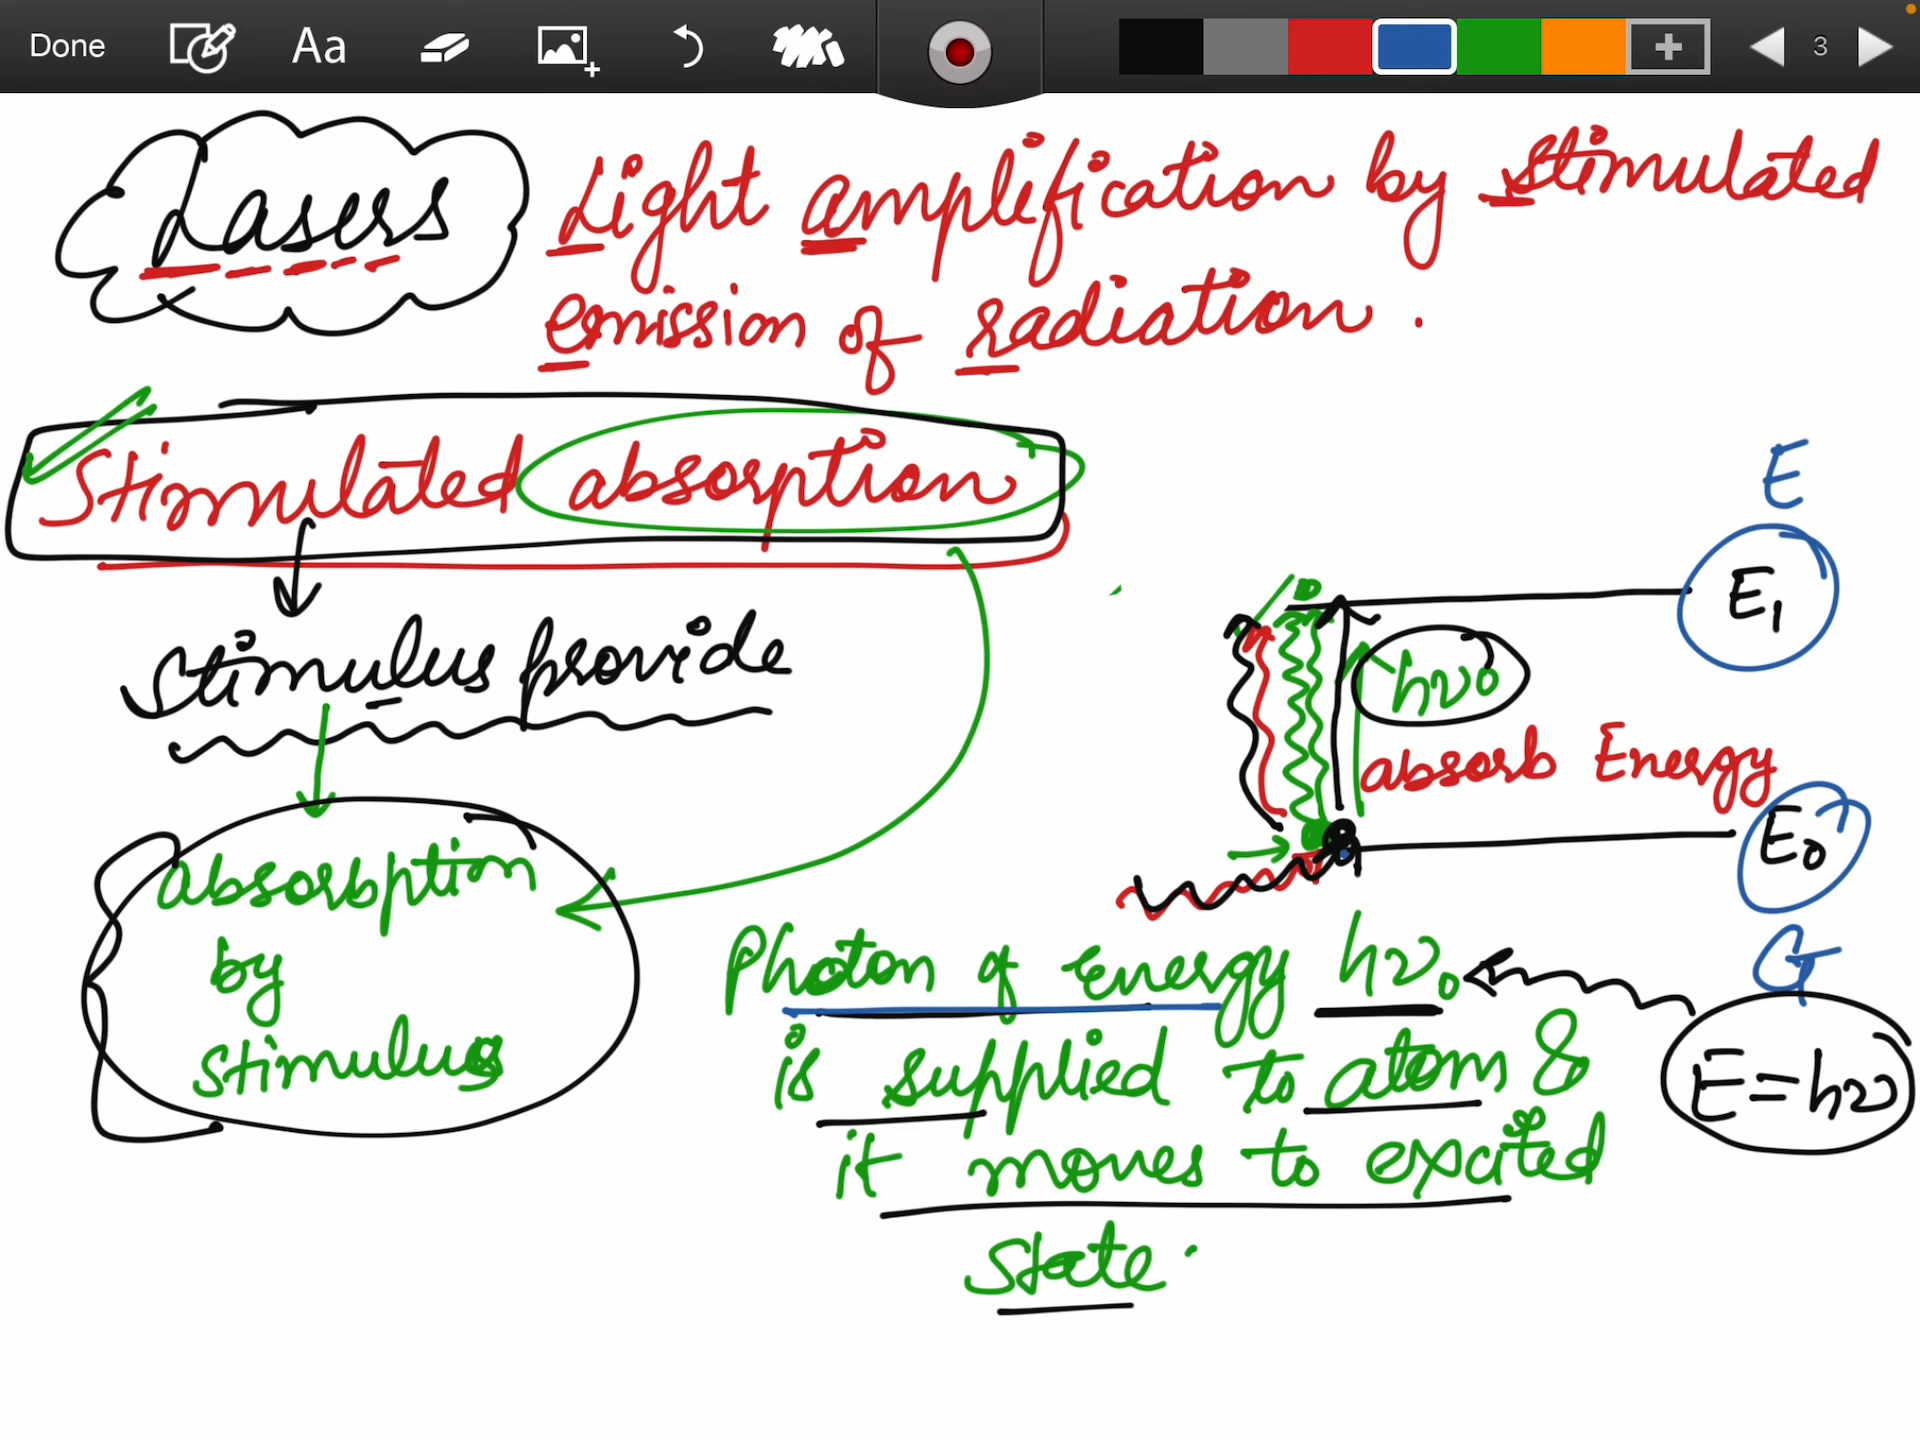 Done Aa 3
Lasers Light amplification by stimulated
emission of radiation.
Stimulated absorption
stimulus provide
absorbption
by
stimulus
E
E₁
hν₀
absorb Energy
E₀
G
E=hν
Photon of energy hν₀
is supplied to atom &
it moves to excited
state.